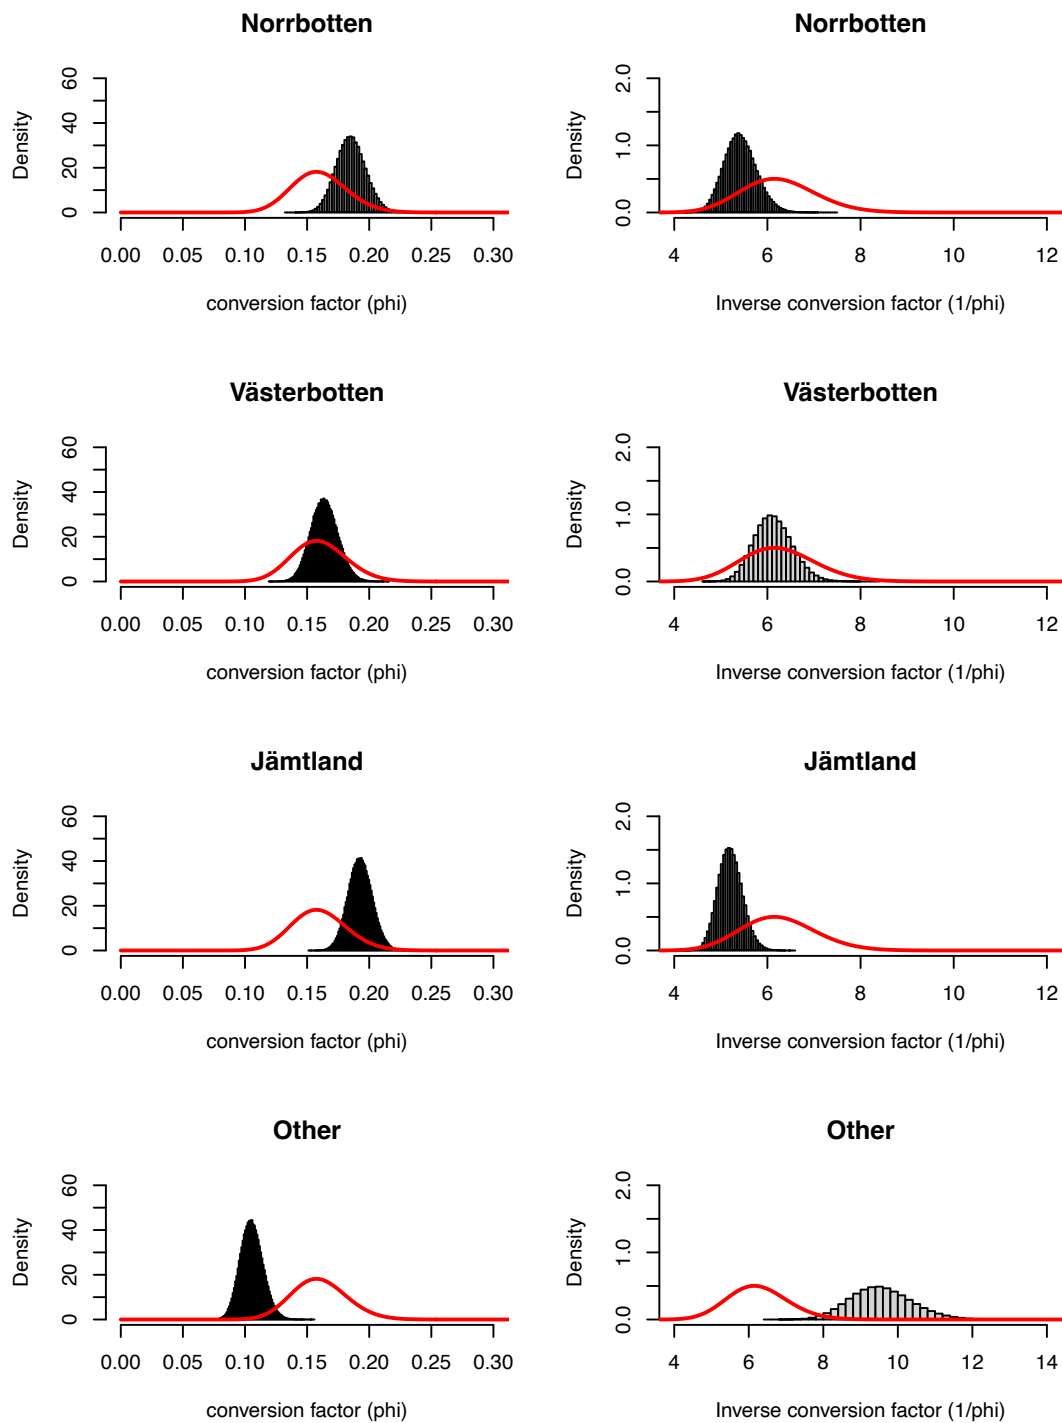 Norrbotten
Density
0 20 40 60
0.00 0.05 0.10 0.15 0.20 0.25 0.30
conversion factor (phi)
Norrbotten
Density
0.0 1.0 2.0
4 6 8 10 12
Inverse conversion factor (1/phi)
Västerbotten
Density
0 20 40 60
0.00 0.05 0.10 0.15 0.20 0.25 0.30
conversion factor (phi)
Västerbotten
Density
0.0 1.0 2.0
4 6 8 10 12
Inverse conversion factor (1/phi)
Jämtland
Density
0 20 40 60
0.00 0.05 0.10 0.15 0.20 0.25 0.30
conversion factor (phi)
Jämtland
Density
0.0 1.0 2.0
4 6 8 10 12
Inverse conversion factor (1/phi)
Other
Density
0 20 40 60
0.00 0.05 0.10 0.15 0.20 0.25 0.30
conversion factor (phi)
Other
Density
0.0 1.0 2.0
4 6 8 10 12 14
Inverse conversion factor (1/phi)